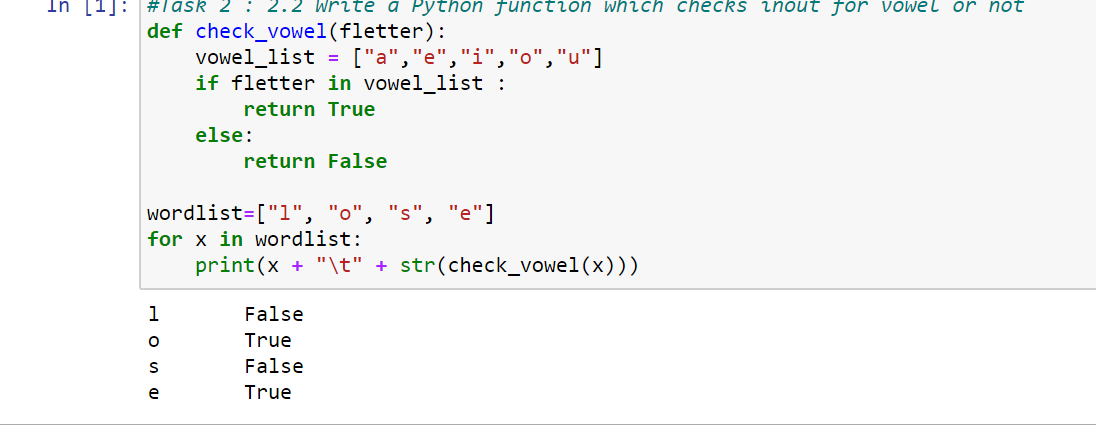 In [1]: #Task 2 : 2.2 Write a Python function which checks inout for vowel or not
def check_vowel(fletter):
    vowel_list = ["a","e","i","o","u"]
    if fletter in vowel_list :
        return True
    else:
        return False

wordlist=["l", "o", "s", "e"]
for x in wordlist:
    print(x + "\t" + str(check_vowel(x)))
l       False
o       True
s       False
e       True